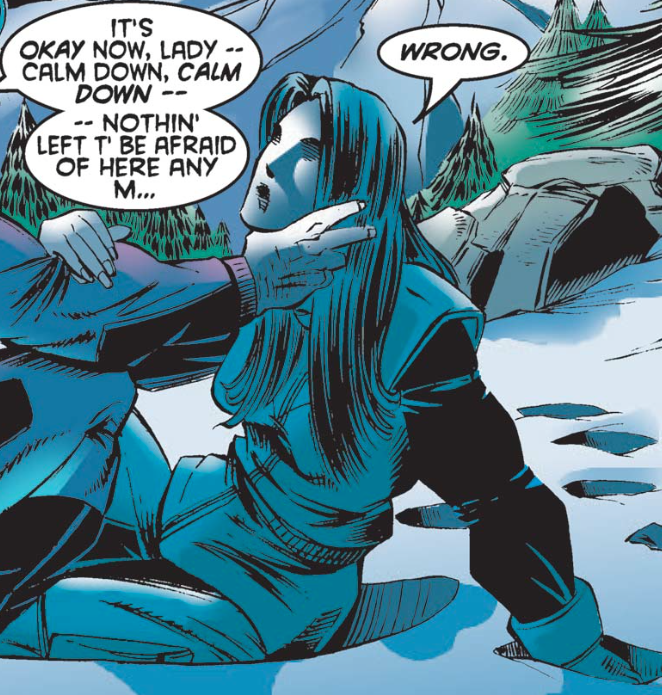 IT'S
OKAY NOW, LADY --
CALM DOWN, CALM
DOWN --
-- NOTHIN'
LEFT T' BE AFRAID
OF HERE ANY
M...
WRONG.